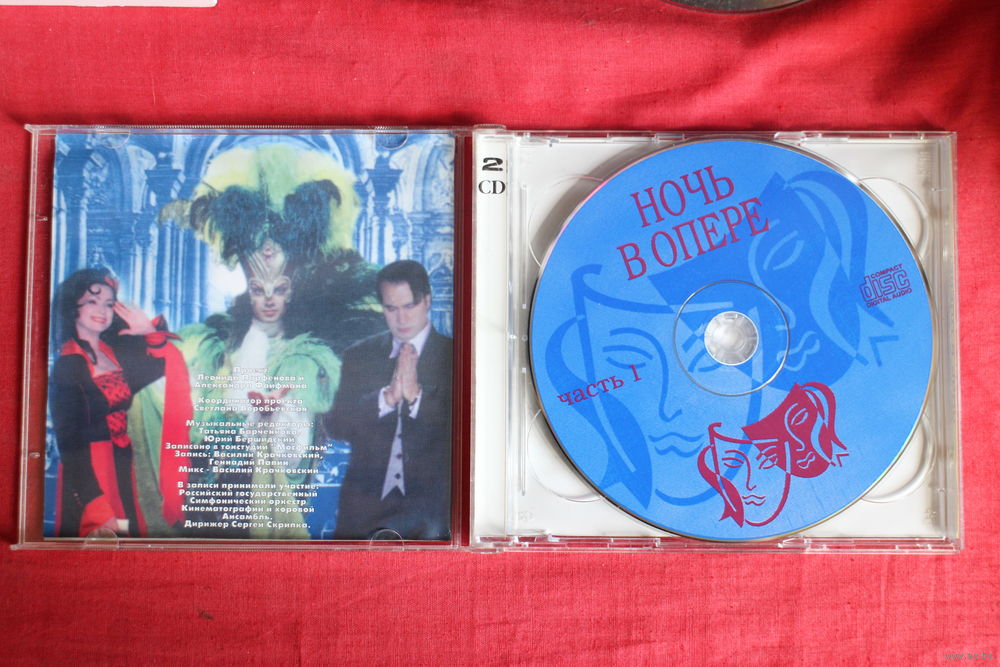 Проект
Леонида Парфенова и
Александра Файфмана
Координатор проекта
Светлана Воробьевская
Музыкальные редакторы:
Татьяна Барченкова
Юрий Бершидский
Записано в тонстудии "Мосфильм"
Запись: Василий Крачковский,
Геннадий Папин
Микс - Василий Крачковский
В записи принимали участие:
Российский государственный
Симфонический оркестр
Кинематографии и хоровой
Ансамбль.
Дирижер Сергей Скрипка.
2
CD
НОЧЬ
В ОПЕРЕ
COMPACT
disc
DIGITAL AUDIO
часть 1